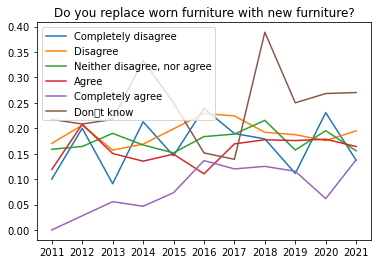 Do you replace worn furniture with new furniture?
0.40
0.35
0.30
0.25
0.20
0.15
0.10
0.05
0.00
Completely disagree
Disagree
Neither disagree, nor agree
Agree
Completely agree
Don▯t know
2011 2012 2013 2014 2015 2016 2017 2018 2019 2020 2021